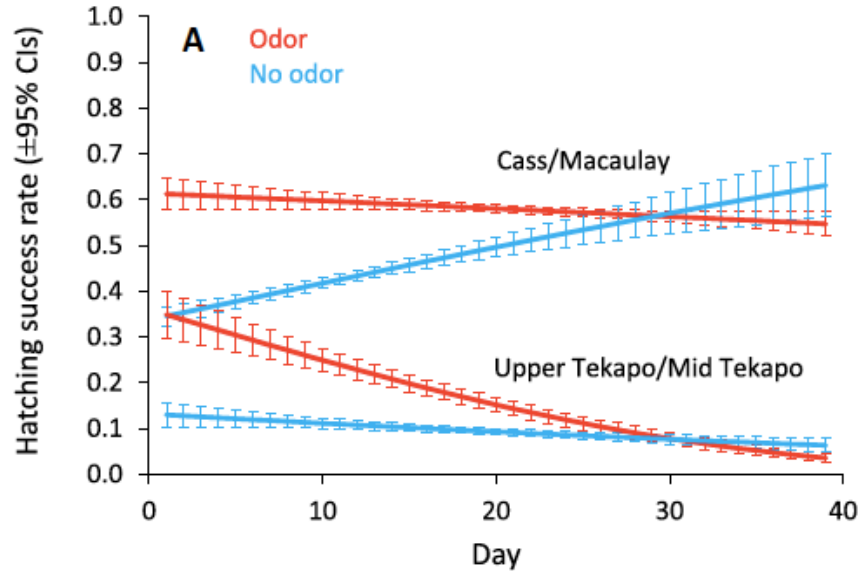 Hatching success rate (±95% CIs)
1.0
0.9
0.8
0.7
0.6
0.5
0.4
0.3
0.2
0.1
0.0
A
Odor
No odor
Cass/Macaulay
Upper Tekapo/Mid Tekapo
0 10 20 30 40
Day